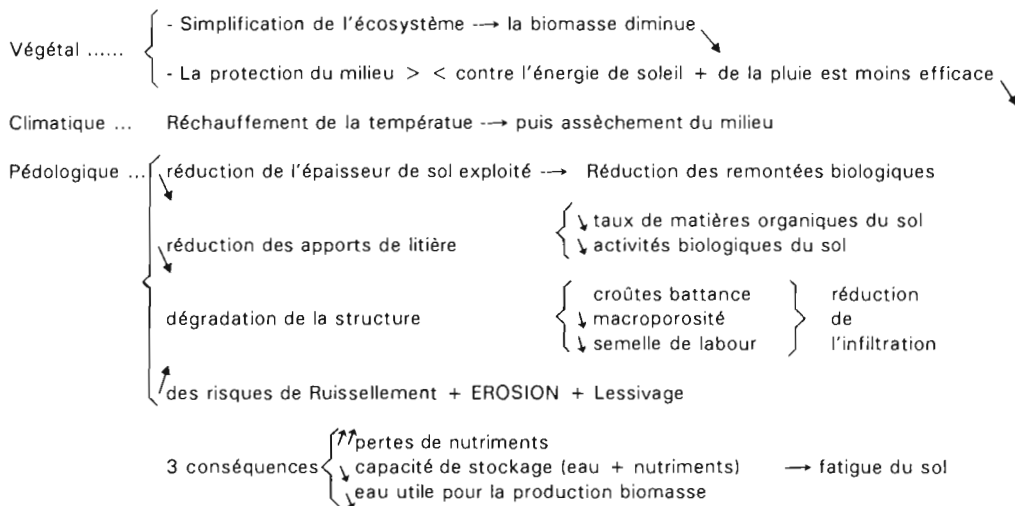 - Simplification de l'écosystème --→ la biomasse diminue ↘
Végétal ......
- La protection du milieu > < contre l'énergie de soleil + de la pluie est moins efficace ↘
Climatique ... Réchauffement de la températue --→ puis assèchement du milieu
Pédologique ... ↘ réduction de l'épaisseur de sol exploité --→ Réduction des remontées biologiques
↘ taux de matières organiques du sol
↘ réduction des apports de litière
↘ activités biologiques du sol
croûtes battance réduction
dégradation de la structure ↘ macroporosité de
↘ semelle de labour l'infiltration
↗ des risques de Ruissellement + EROSION + Lessivage
↗↗ pertes de nutriments
3 conséquences ↘ capacité de stockage (eau + nutriments) → fatigue du sol
↘ eau utile pour la production biomasse